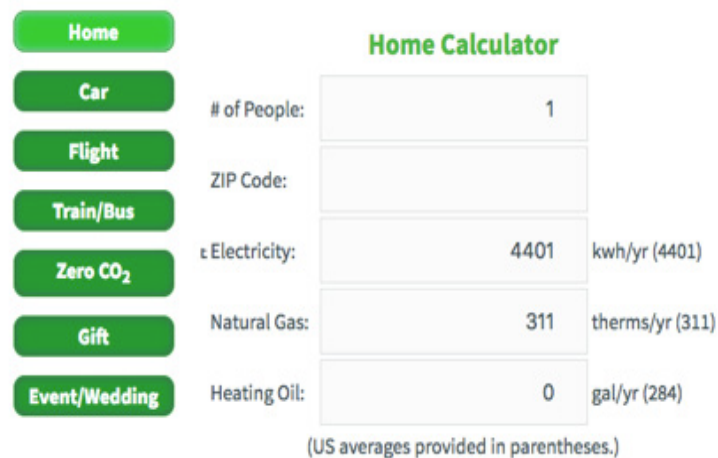 Home
Car
Flight
Train/Bus
Zero CO₂
Gift
Event/Wedding
Home Calculator
# of People: 1
ZIP Code:
Electricity: 4401 kwh/yr (4401)
Natural Gas: 311 therms/yr (311)
Heating Oil: 0 gal/yr (284)
(US averages provided in parentheses.)